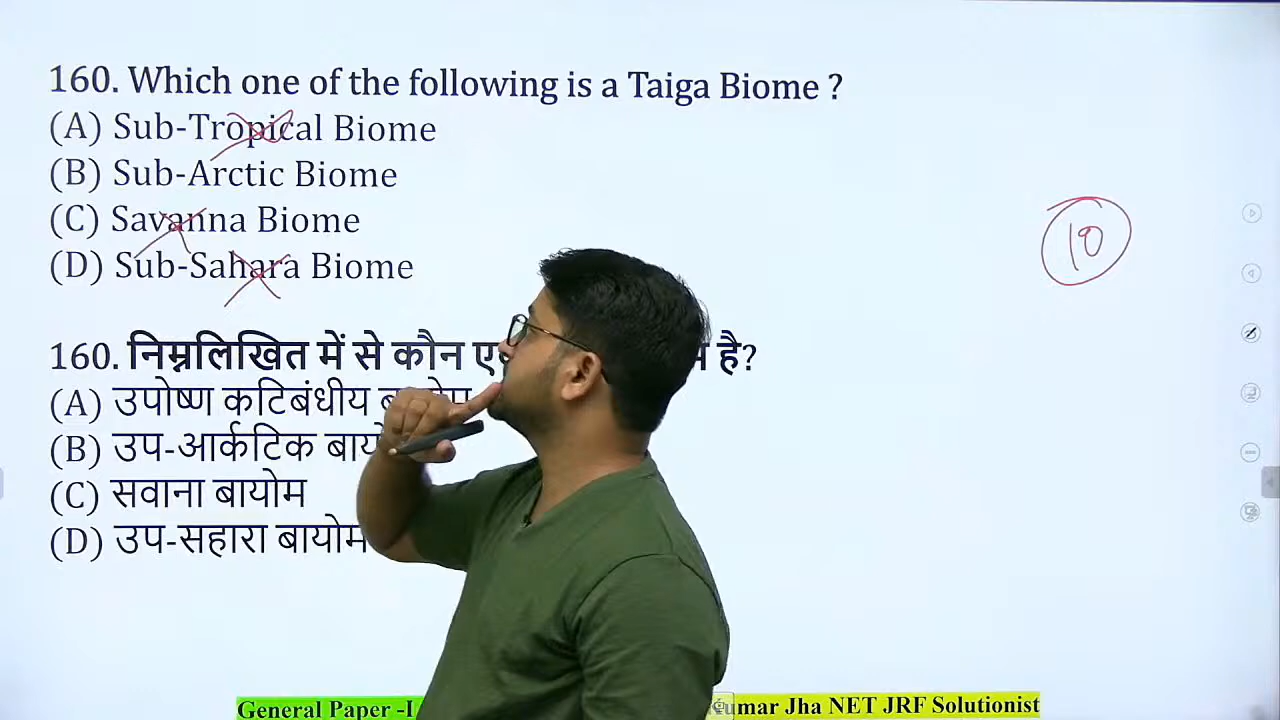 160. Which one of the following is a Taiga Biome ?
(A) Sub-Tropical Biome
(B) Sub-Arctic Biome
(C) Savanna Biome
(D) Sub-Sahara Biome
10
160. निम्नलिखित में से कौन है?
(A) उपोष्ण कटिबंधीय
(B) उप-आर्कटिक
(C) सवाना बायोम
(D) उप-सहारा बायोम
General Paper -I Kumar Jha NET JRF Solutionist